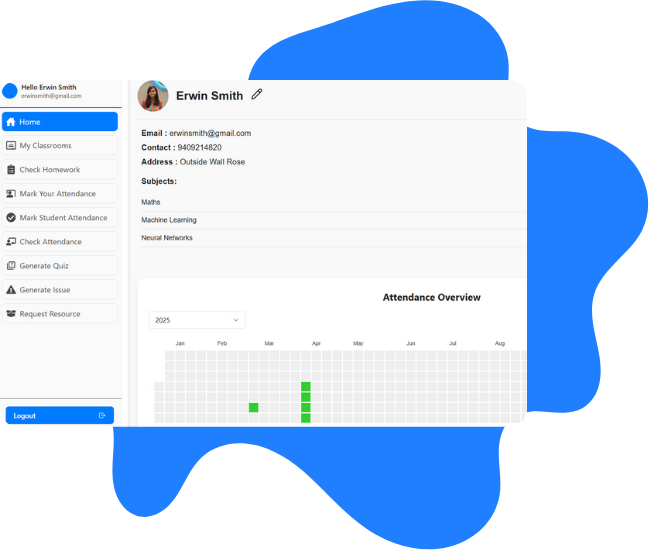 Hello Erwin Smith
erwinsmith@gmail.com
Home
My Classrooms
Check Homework
Mark Your Attendance
Mark Student Attendance
Check Attendance
Generate Quiz
Generate Issue
Request Resource
Logout
Erwin Smith
Email : erwinsmith@gmail.com
Contact : 9409214820
Address : Outside Wall Rose
Subjects:
Maths
Machine Learning
Neural Networks
Attendance Overview
2025
Jan Feb Mar Apr May Jun Jul Aug